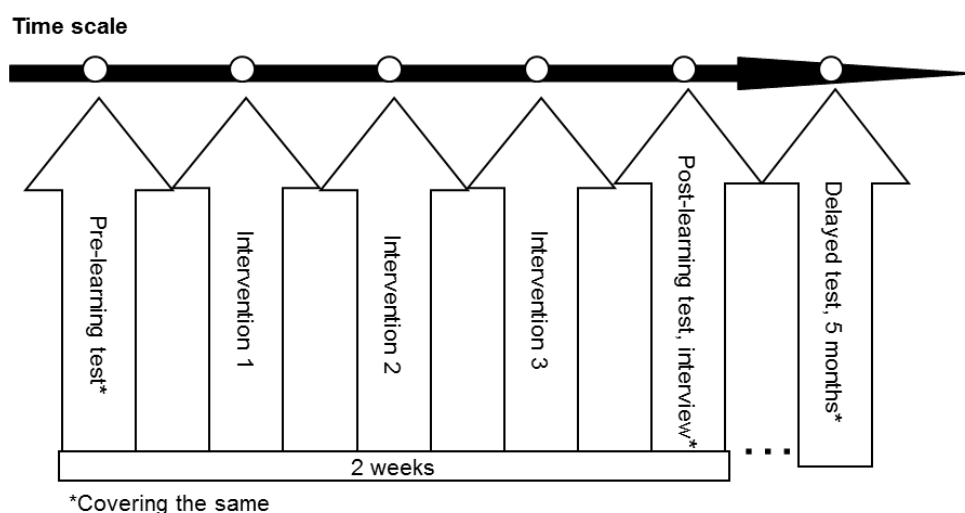 Time scale
Pre-learning test*
Intervention 1
Intervention 2
Intervention 3
Post-learning test, interview*
Delayed test, 5 months*
2 weeks
...
*Covering the same